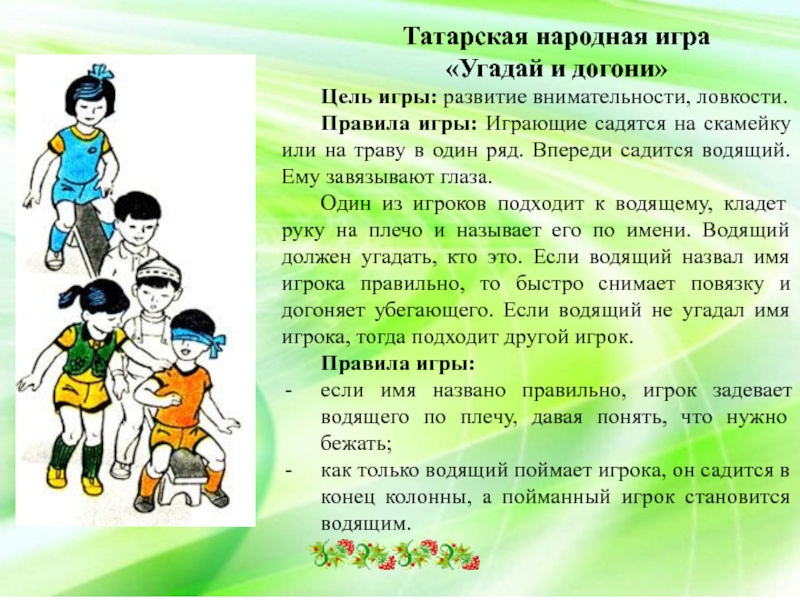 Татарская народная игра
«Угадай и догони»
Цель игры: развитие внимательности, ловкости.
Правила игры: Играющие садятся на скамейку
или на траву в один ряд. Впереди садится водящий.
Ему завязывают глаза.
Один из игроков подходит к водящему, кладет
руку на плечо и называет его по имени. Водящий
должен угадать, кто это. Если водящий назвал имя
игрока правильно, то быстро снимает повязку и
догоняет убегающего. Если водящий не угадал имя
игрока, тогда подходит другой игрок.
Правила игры:
- если имя названо правильно, игрок задевает
водящего по плечу, давая понять, что нужно
бежать;
- как только водящий поймает игрока, он садится в
конец колонны, а пойманный игрок становится
водящим.